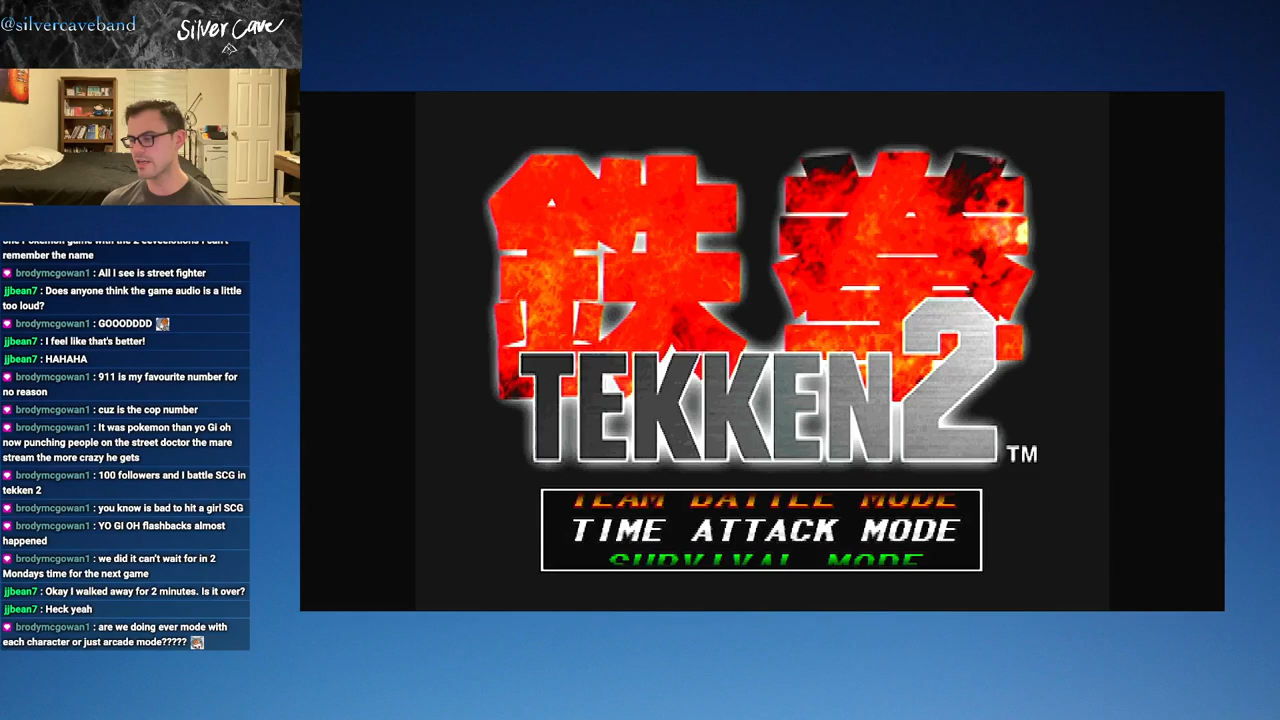 @silvercaveband
Silver Cave
remember the name
brodymcgowan1 : All I see is street fighter
jjbean7 : Does anyone think the game audio is a little
too loud?
brodymcgowan1 : GOOODDDD
jjbean7 : I feel like that's better!
jjbean7 : HAHAHA
brodymcgowan1 : 911 is my favourite number for
no reason
brodymcgowan1 : cuz is the cop number
brodymcgowan1 : It was pokemon than yo Gi oh
now punching people on the street doctor the mare
stream the more crazy he gets
brodymcgowan1 : 100 followers and I battle SCG in
tekken 2
brodymcgowan1 : you know is bad to hit a girl SCG
brodymcgowan1 : YO GI OH flashbacks almost
happened
brodymcgowan1 : we did it can't wait for in 2
Mondays time for the next game
jjbean7 : Okay I walked away for 2 minutes. Is it over?
jjbean7 : Heck yeah
brodymcgowan1 : are we doing ever mode with
each character or just arcade mode?????
鉄拳
TEKKEN 2 TM
TEAM BATTLE MODE
TIME ATTACK MODE
SURVIVAL MODE